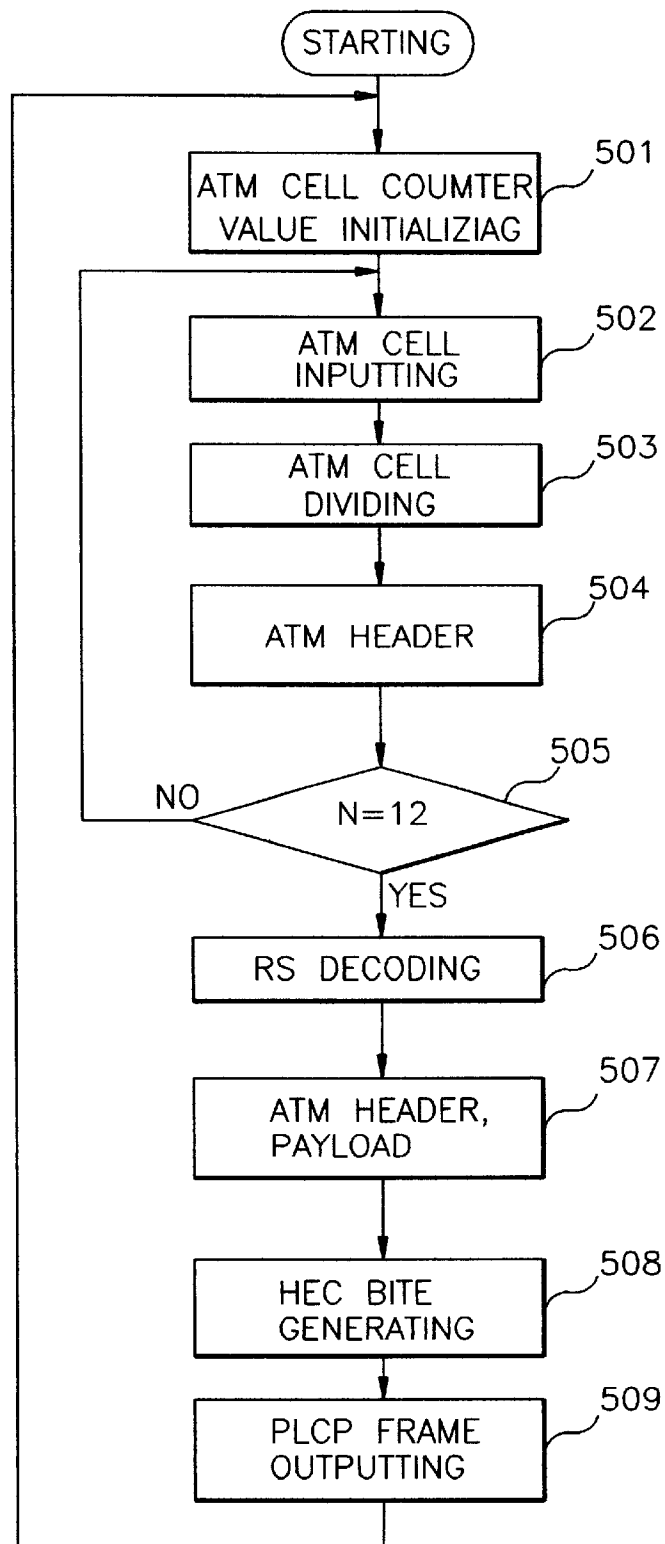 STARTING
501
ATM CELL COUMTER
VALUE INITIALIZIAG
502
ATM CELL
INPUTTING
503
ATM CELL
DIVIDING
504
ATM HEADER
505
NO
N=12
YES
506
RS DECODING
507
ATM HEADER,
PAYLOAD
508
HEC BITE
GENERATING
509
PLCP FRAME
OUTPUTTING